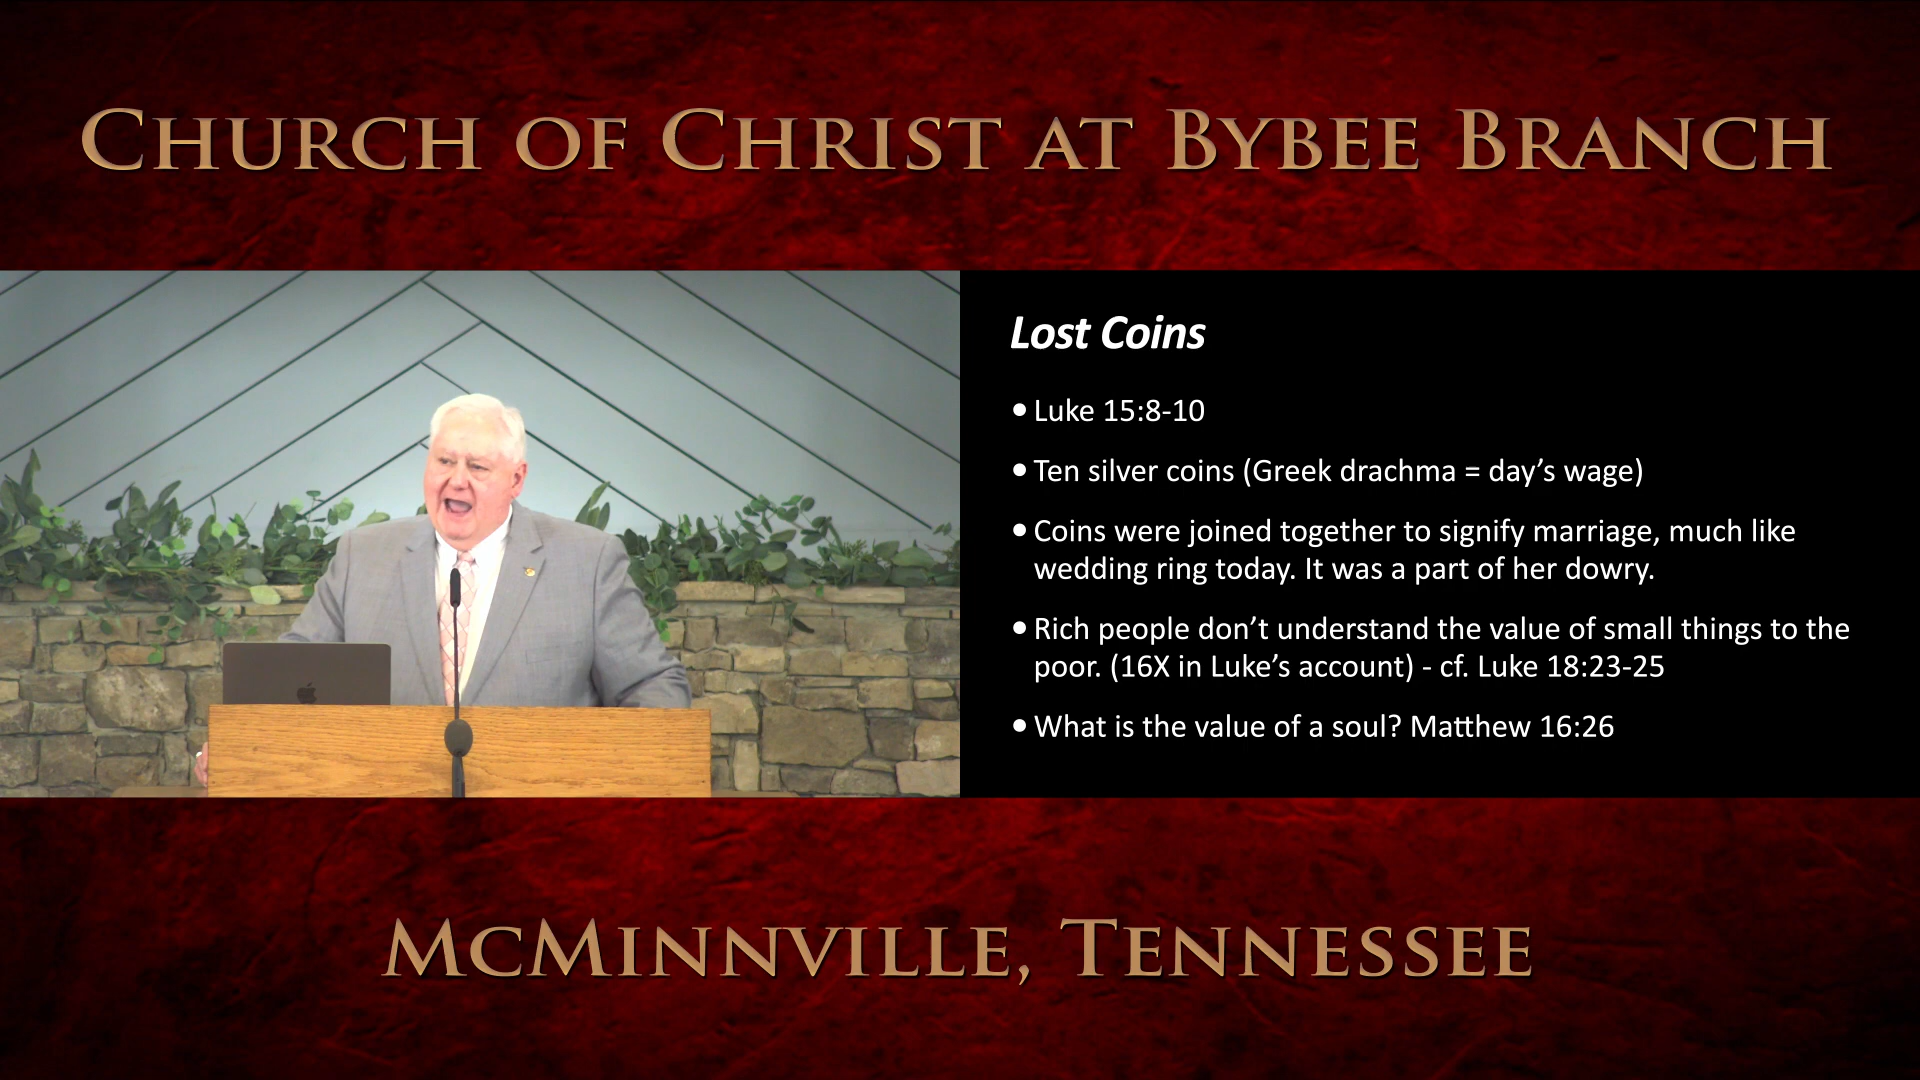 CHURCH OF CHRIST AT BYBEE BRANCH
Lost Coins
• Luke 15:8-10
• Ten silver coins (Greek drachma = day’s wage)
• Coins were joined together to signify marriage, much like
wedding ring today. It was a part of her dowry.
• Rich people don’t understand the value of small things to the
poor. (16X in Luke’s account) - cf. Luke 18:23-25
• What is the value of a soul? Matthew 16:26
MCMINNVILLE, TENNESSEE